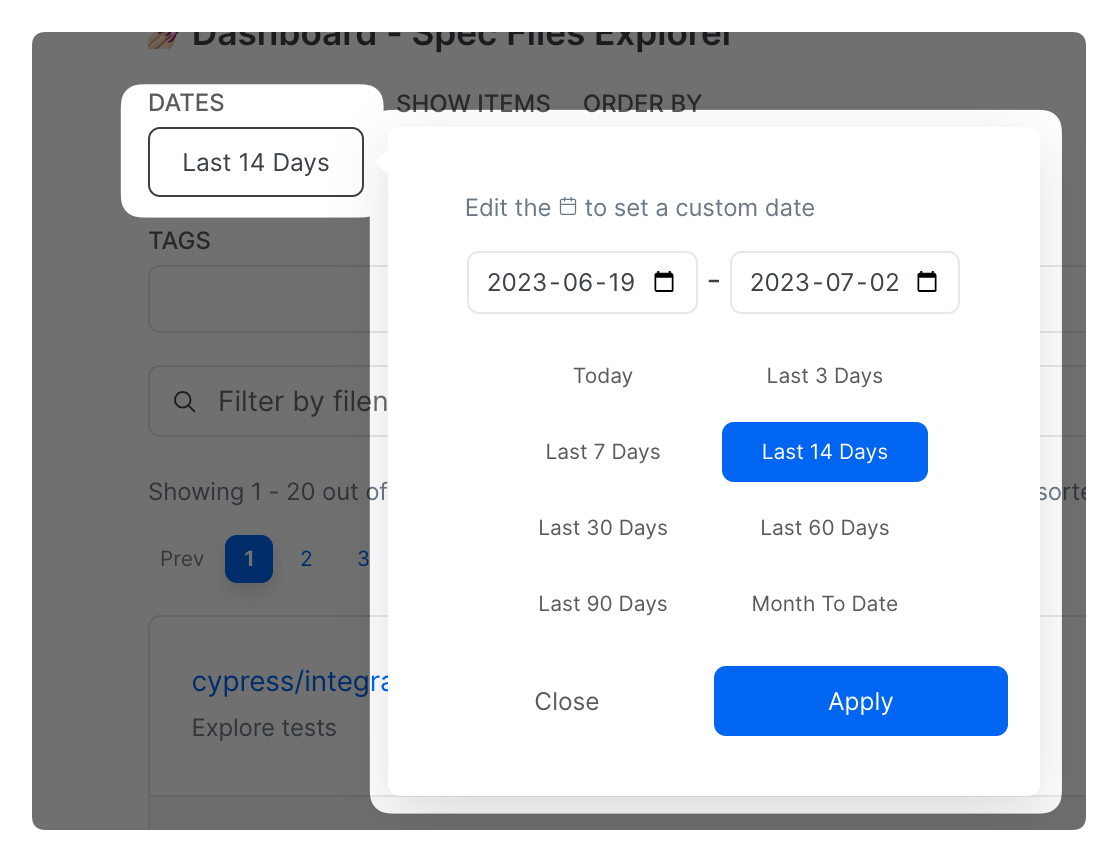 Dashboard - Spec Files Explorer
DATES SHOW ITEMS ORDER BY
Last 14 Days
Edit the to set a custom date
2023-06-19 - 2023-07-02
TAGS
Today Last 3 Days
Filter by filen
Last 7 Days Last 14 Days
Showing 1 - 20 out of sorte
Last 30 Days Last 60 Days
Prev 1 2 3
Last 90 Days Month To Date
cypress/integra
Explore tests
Close Apply